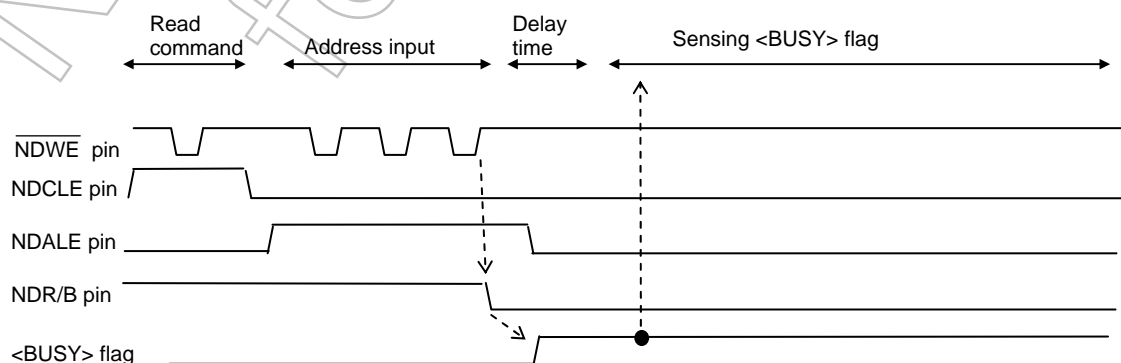 Read
command
Address input
Delay
time
Sensing <BUSY> flag
NDWE pin
NDCLE pin
NDALE pin
NDR/B pin
<BUSY> flag